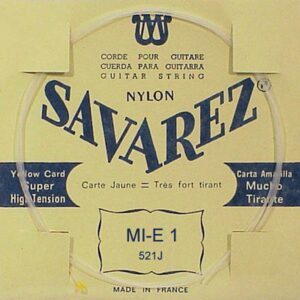 CORDE POUR GUITARE
CUERDA PARA GUITARRA
GUITAR STRING
NYLON
SAVAREZ
Yellow Card
Super
High Tension
Carte Jaune = Très fort tirant
Carta Amarilla
Mucho
Tirante
MI-E 1
521J
MADE IN FRANCE